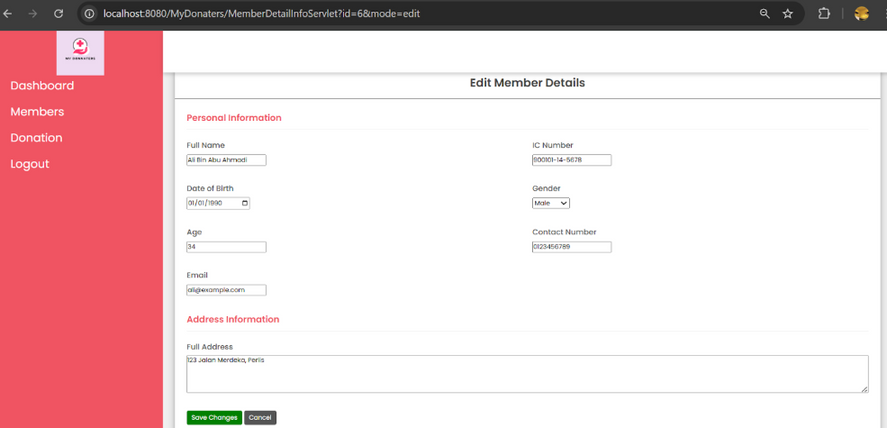 localhost:8080/MyDonaters/MemberDetailInfoServlet?id=6&mode=edit
MY DONATERS
Dashboard
Members
Donation
Logout
Edit Member Details
Personal Information
Full Name
IC Number
Ali Bin Abu Ahmadi
900101-14-5678
Date of Birth
Gender
01/01/1990
Male
Age
Contact Number
34
0123456789
Email
ali@example.com
Address Information
Full Address
123 Jalan Merdeka, Perlis
Save Changes
Cancel